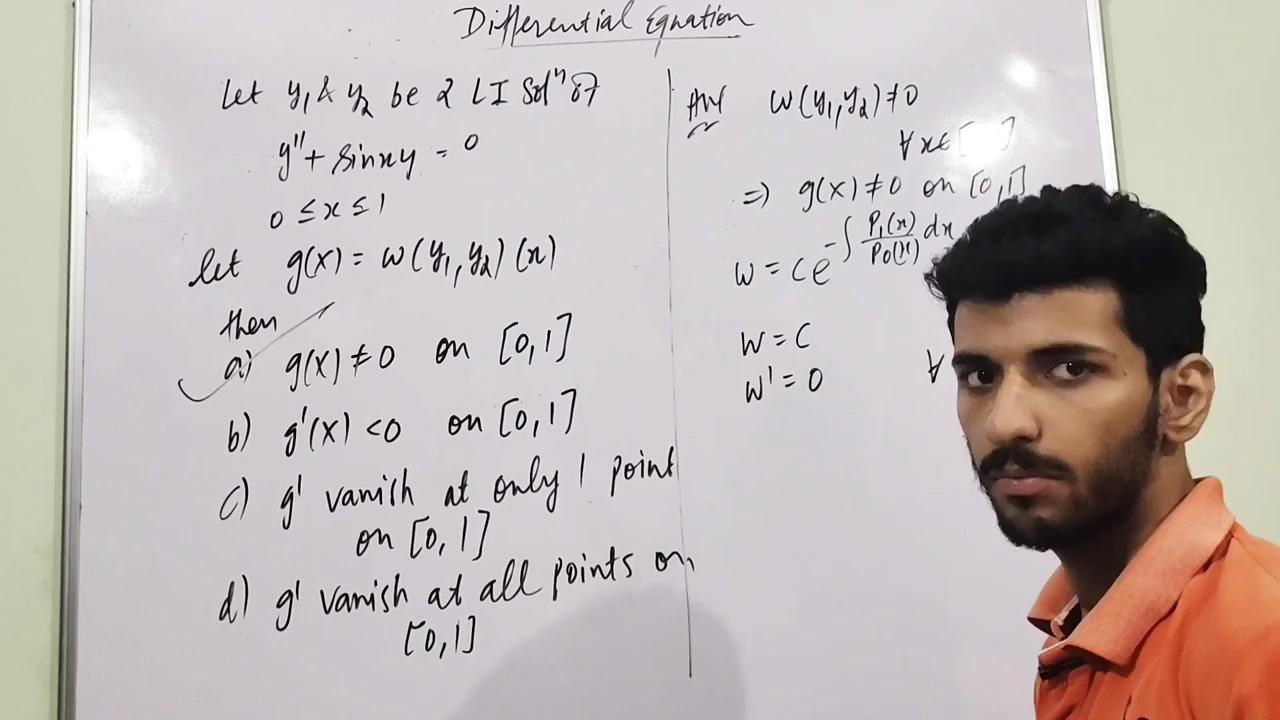 Differential Equation
Let y₁ & y₂ be 2 LI Solⁿ of
y'' + sinx y = 0
0 ≤ x ≤ 1
let g(x) = W(y₁, y₂)(x)
then
a) g(x) ≠ 0 on [0,1]
b) g'(x) < 0 on [0,1]
c) g' vanish at only 1 point
on [0,1]
d) g' vanish at all points on
[0,1]
Ans W(y₁, y₂) ≠ 0
∀ x ∈ [ ]
=) g(x) ≠ 0 on [0,1]
W = ce^(-∫ P₁(x)/P₀(x) dx
W = C
W' = 0 ∀